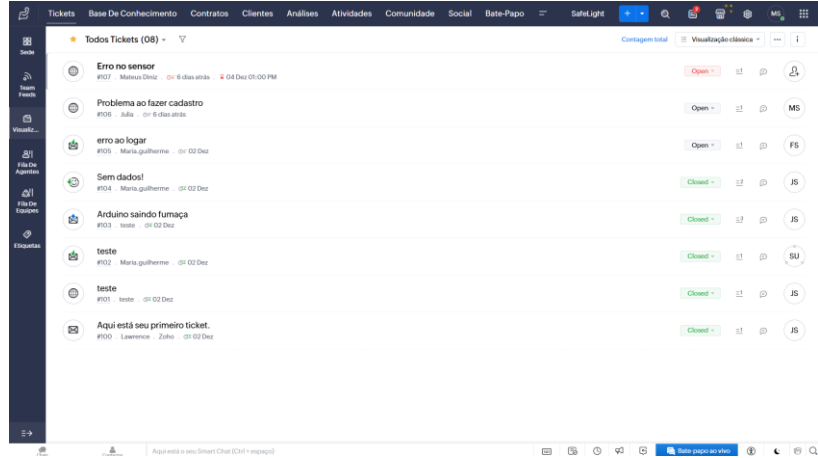 Tickets Base De Conhecimento Contratos Clientes Análises Atividades Comunidade Social Bate-Papo SafeLight MS
Todos Tickets (08) Contagem total Visualização clássica
Sede
Team Feeds
Visualiz...
Fila De Agentes
Fila De Equipes
Etiquetas
Erro no sensor
#107 . Mateus Diniz . 6 dias atrás . 04 Dez 01:00 PM Open
Problema ao fazer cadastro
#106 . Julia . 6 dias atrás Open MS
erro ao logar
#105 . Maria.guilherme . 02 Dez Open FS
Sem dados!
#104 . Maria.guilherme . 02 Dez Closed JS
Arduino saindo fumaça
#103 . teste . 02 Dez Closed JS
teste
#102 . Maria.guilherme . 02 Dez Closed SU
teste
#101 . teste . 02 Dez Closed JS
Aqui está seu primeiro ticket.
#100 . Lawrence . Zoho . 02 Dez Closed JS
Aqui está o seu Smart Chat (Ctrl + espaço) Bate-papo ao vivo